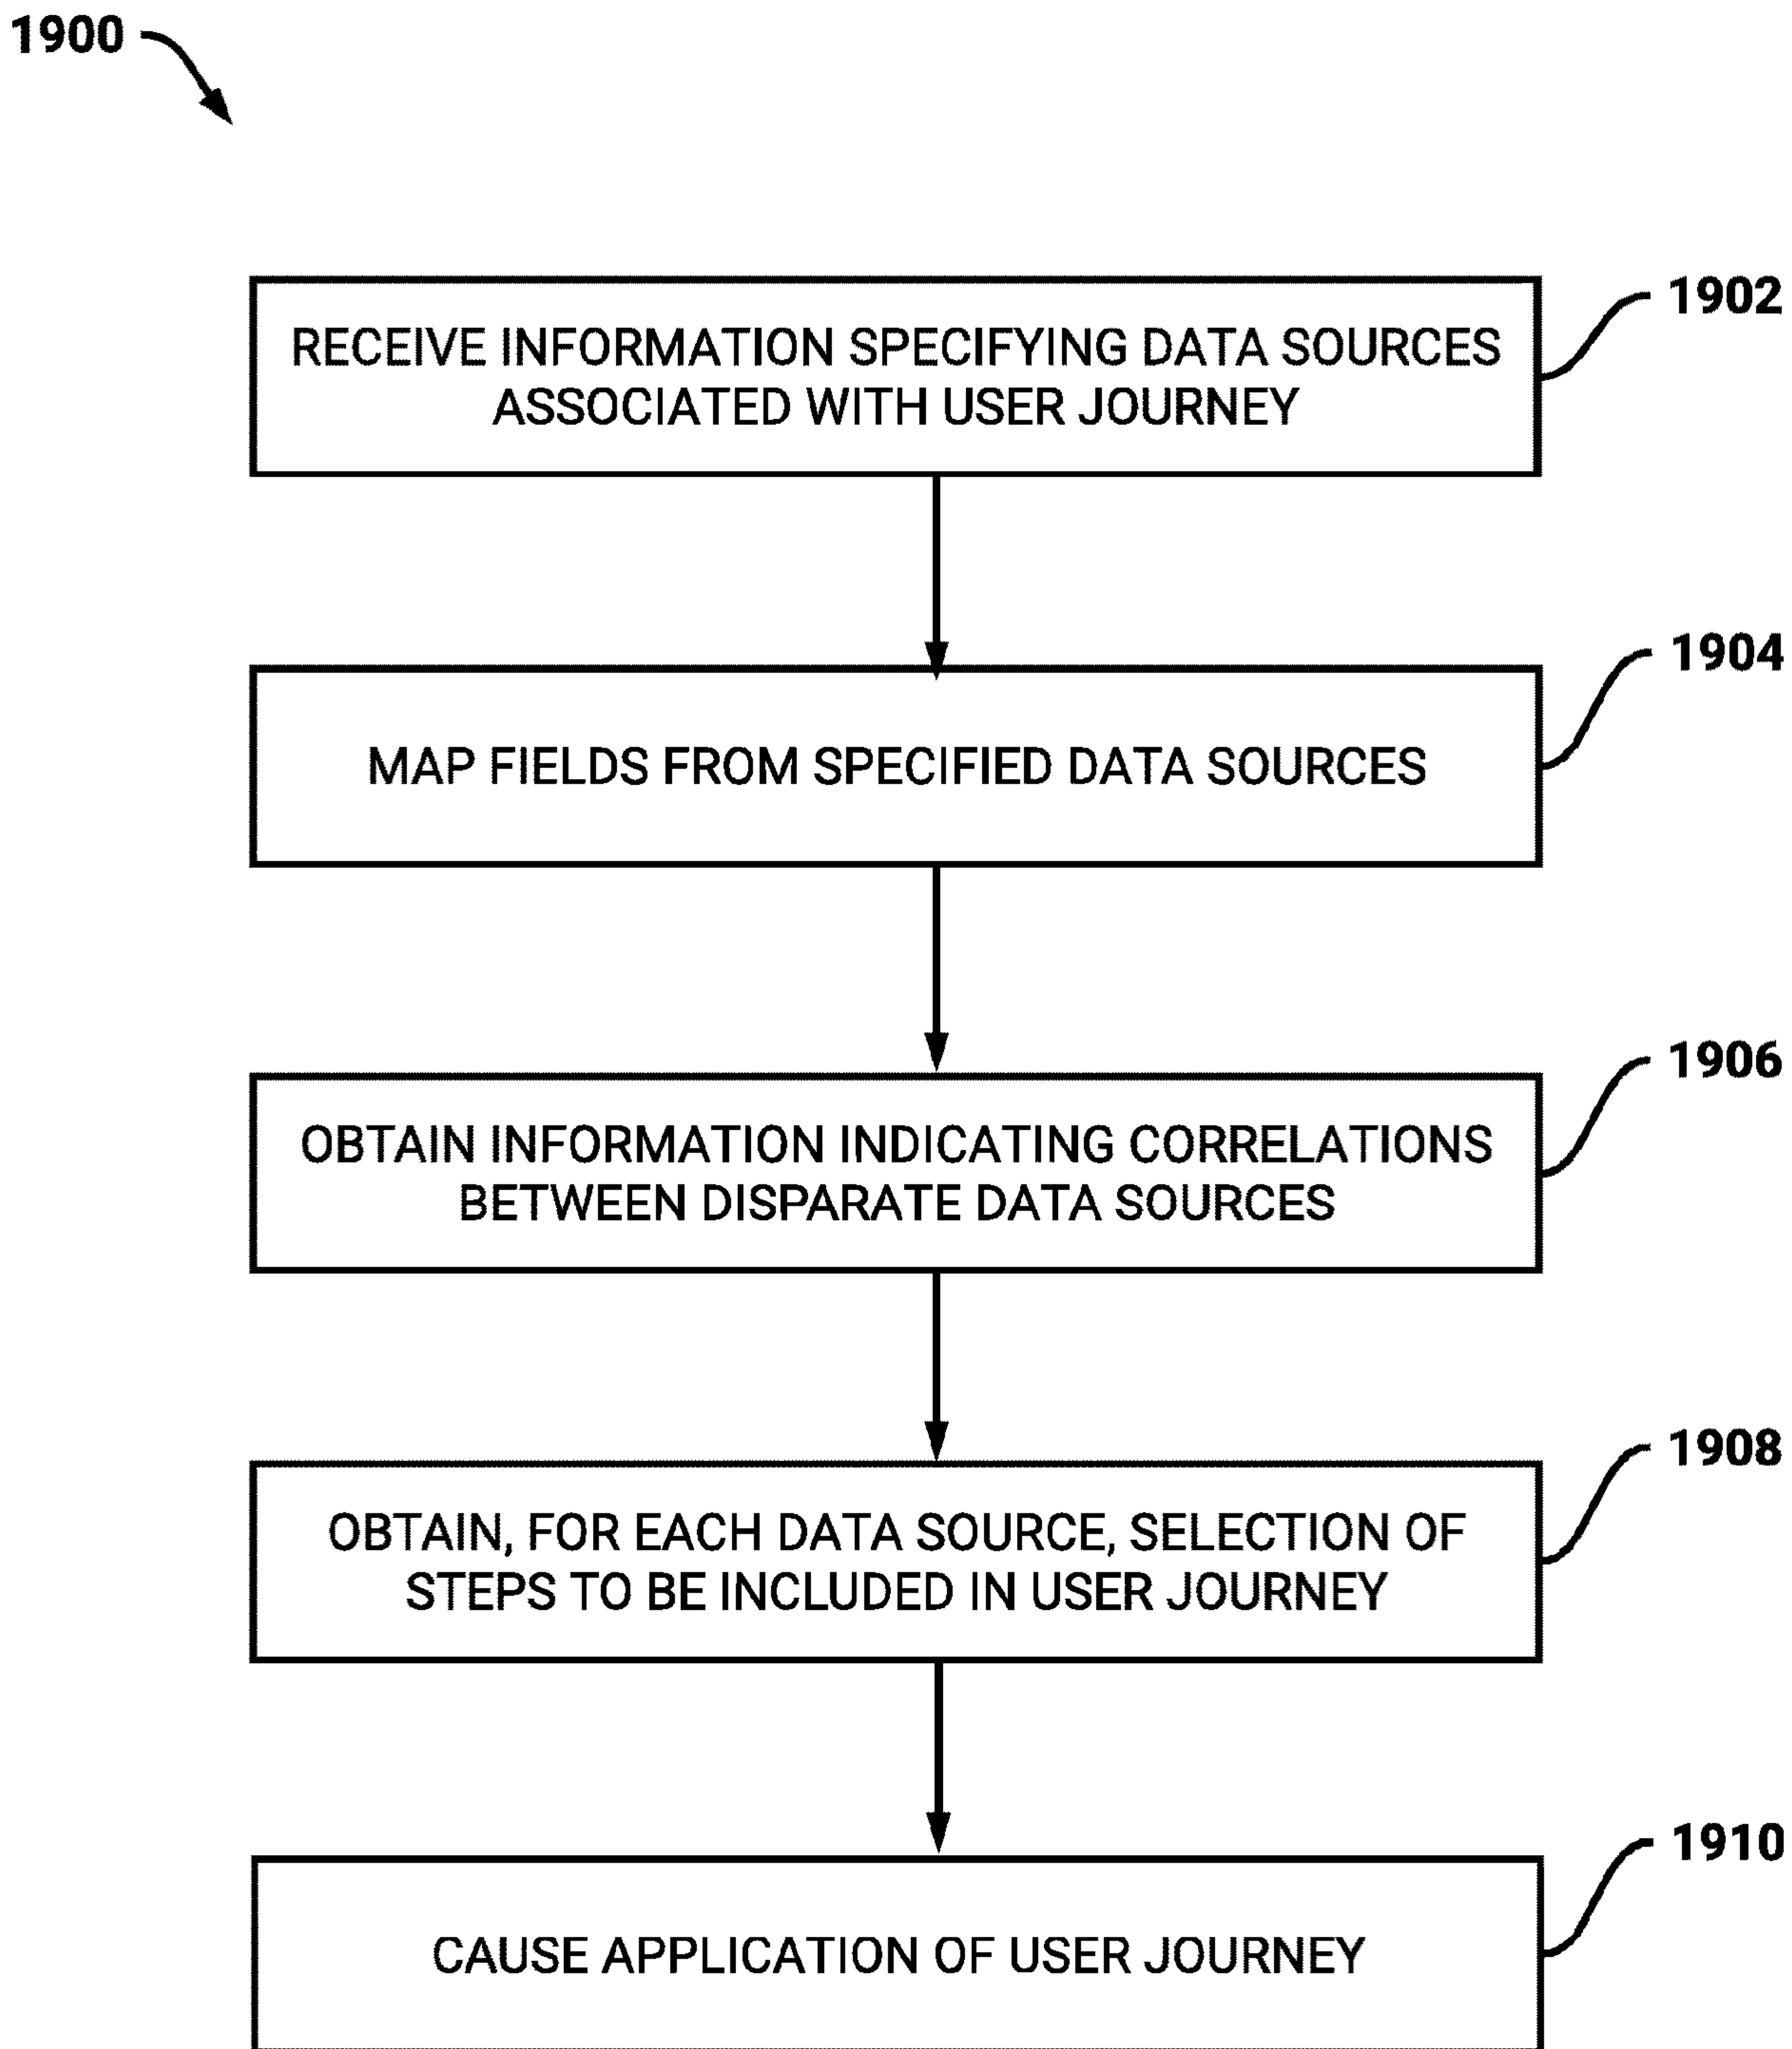 1900
1902
RECEIVE INFORMATION SPECIFYING DATA SOURCES
ASSOCIATED WITH USER JOURNEY
1904
MAP FIELDS FROM SPECIFIED DATA SOURCES
1906
OBTAIN INFORMATION INDICATING CORRELATIONS
BETWEEN DISPARATE DATA SOURCES
1908
OBTAIN, FOR EACH DATA SOURCE, SELECTION OF
STEPS TO BE INCLUDED IN USER JOURNEY
1910
CAUSE APPLICATION OF USER JOURNEY